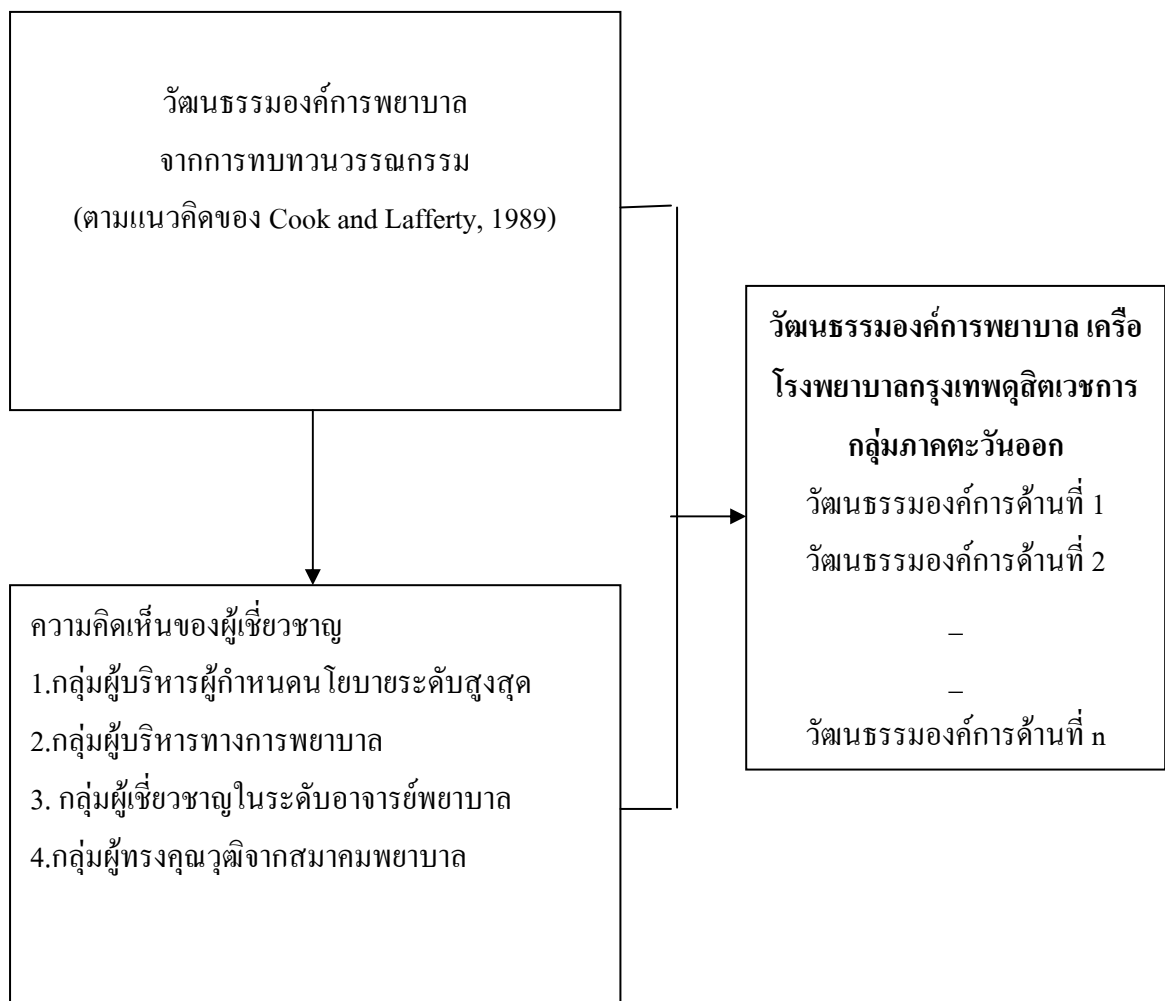 วัฒนธรรมองค์การพยาบาล
จากการทบทวนวรรณกรรม
(ตามแนวคิดของ Cook and Lafferty, 1989)
ความคิดเห็นของผู้เชี่ยวชาญ
1.กลุ่มผู้บริหารผู้กำหนดนโยบายระดับสูงสุด
2.กลุ่มผู้บริหารทางการพยาบาล
3. กลุ่มผู้เชี่ยวชาญในระดับอาจารย์พยาบาล
4.กลุ่มผู้ทรงคุณวุฒิจากสมาคมพยาบาล
วัฒนธรรมองค์การพยาบาล เครือ
โรงพยาบาลกรุงเทพดุสิตเวชการ
กลุ่มภาคตะวันออก
วัฒนธรรมองค์การด้านที่ 1
วัฒนธรรมองค์การด้านที่ 2
–
–
วัฒนธรรมองค์การด้านที่ n